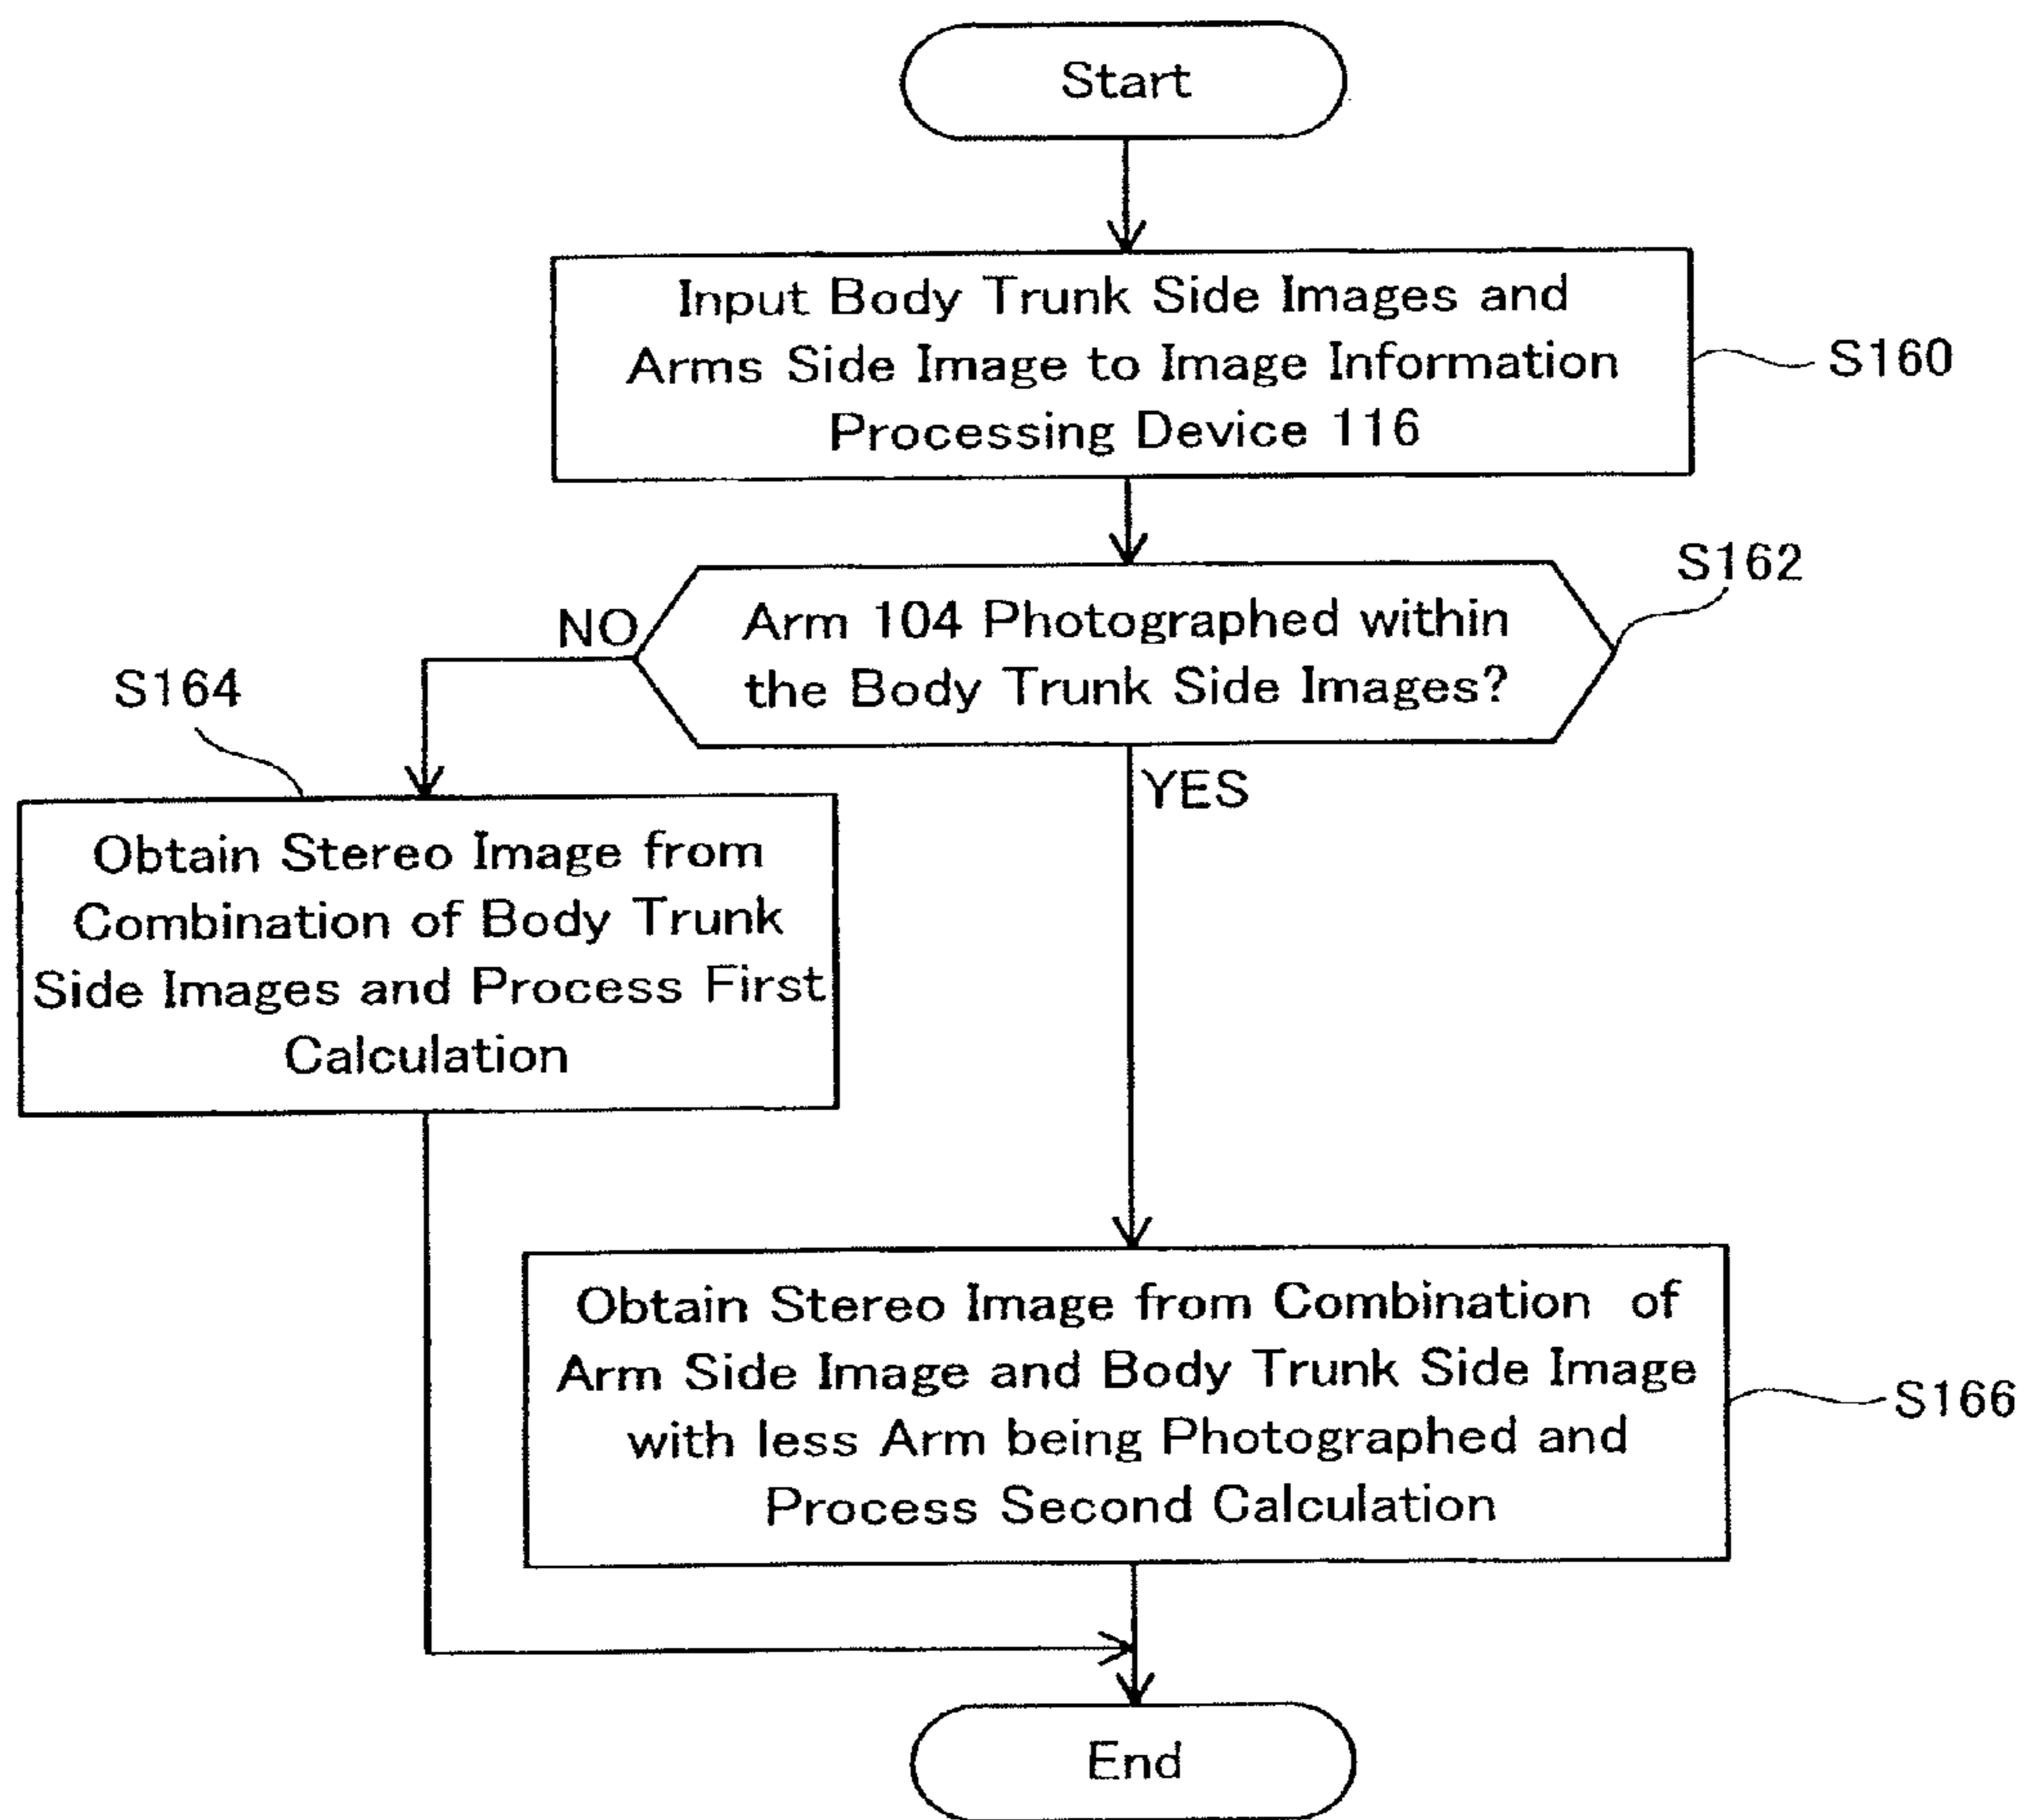 Start
Input Body Trunk Side Images and
Arms Side Image to Image Information
Processing Device 116
S160
S162
Arm 104 Photographed within
the Body Trunk Side Images?
NO
YES
S164
Obtain Stereo Image from
Combination of Body Trunk
Side Images and Process First
Calculation
Obtain Stereo Image from Combination of
Arm Side Image and Body Trunk Side Image
with less Arm being Photographed and
Process Second Calculation
S166
End